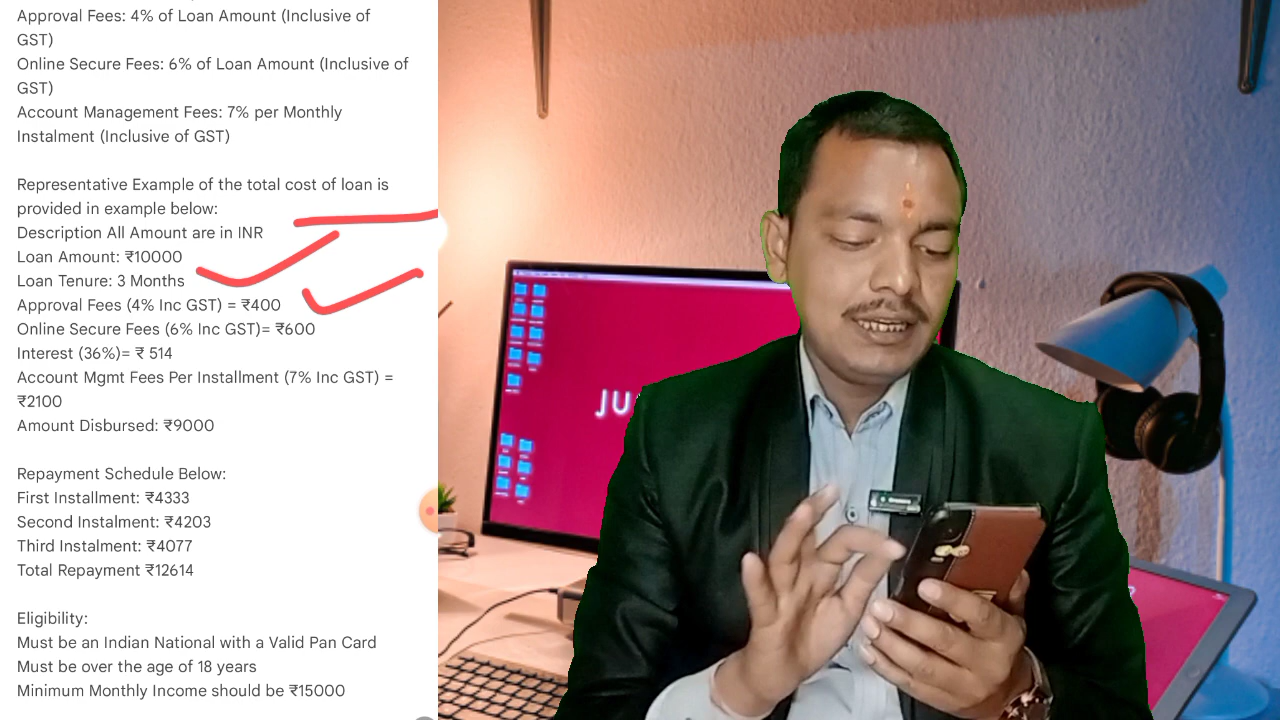 Approval Fees: 4% of Loan Amount (Inclusive of
GST)
Online Secure Fees: 6% of Loan Amount (Inclusive of
GST)
Account Management Fees: 7% per Monthly
Instalment (Inclusive of GST)
Representative Example of the total cost of loan is
provided in example below:
Description All Amount are in INR
Loan Amount: ₹10000
Loan Tenure: 3 Months
Approval Fees (4% Inc GST) = ₹400
Online Secure Fees (6% Inc GST)= ₹600
Interest (36%)= ₹ 514
Account Mgmt Fees Per Installment (7% Inc GST) =
₹2100
Amount Disbursed: ₹9000
Repayment Schedule Below:
First Installment: ₹4333
Second Instalment: ₹4203
Third Instalment: ₹4077
Total Repayment ₹12614
Eligibility:
Must be an Indian National with a Valid Pan Card
Must be over the age of 18 years
Minimum Monthly Income should be ₹15000
JU